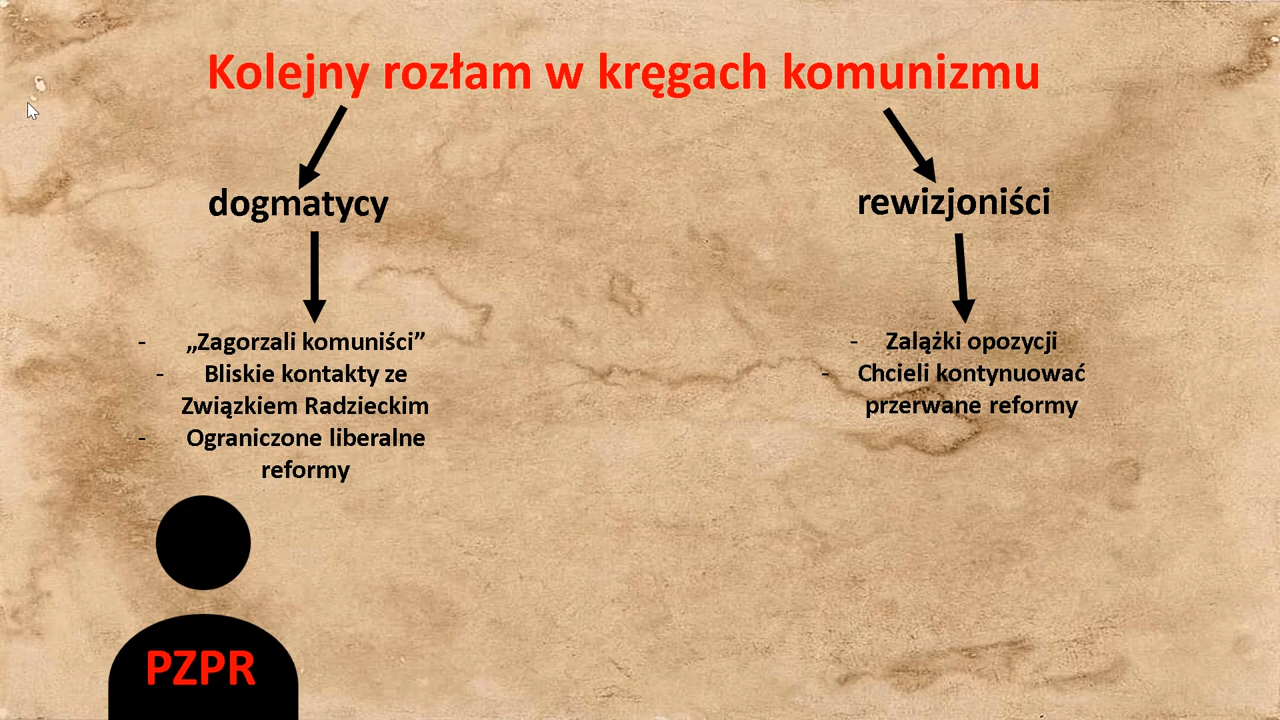 Kolejny rozłam w kręgach komunizmu
dogmatycy
rewizjoniści
- „Zagorzali komuniści”
- Bliskie kontakty ze
Związkiem Radzieckim
- Ograniczone liberalne
reformy
- Zalążki opozycji
- Chcieli kontynuować
przerwane reformy
PZPR